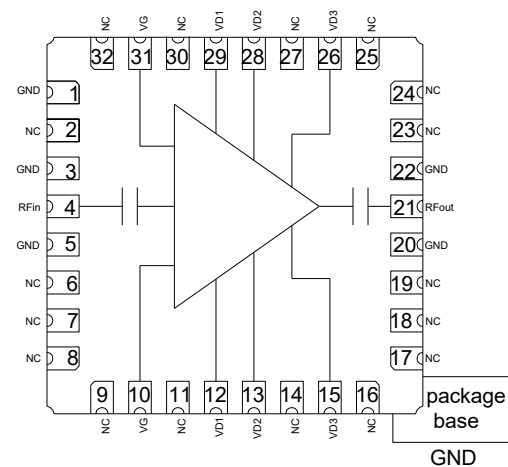 NC VG NC VD1 VD2 NC VD3 NC
32 31 30 29 28 27 26 25
GND 1
NC 2
GND 3
RFin 4
GND 5
NC 6
NC 7
NC 8
24 NC
23 NC
22 GND
21 RFout
20 GND
19 NC
18 NC
17 NC
9 10 11 12 13 14 15 16
NC VG NC VD1 VD2 NC VD3 NC
package
base
GND